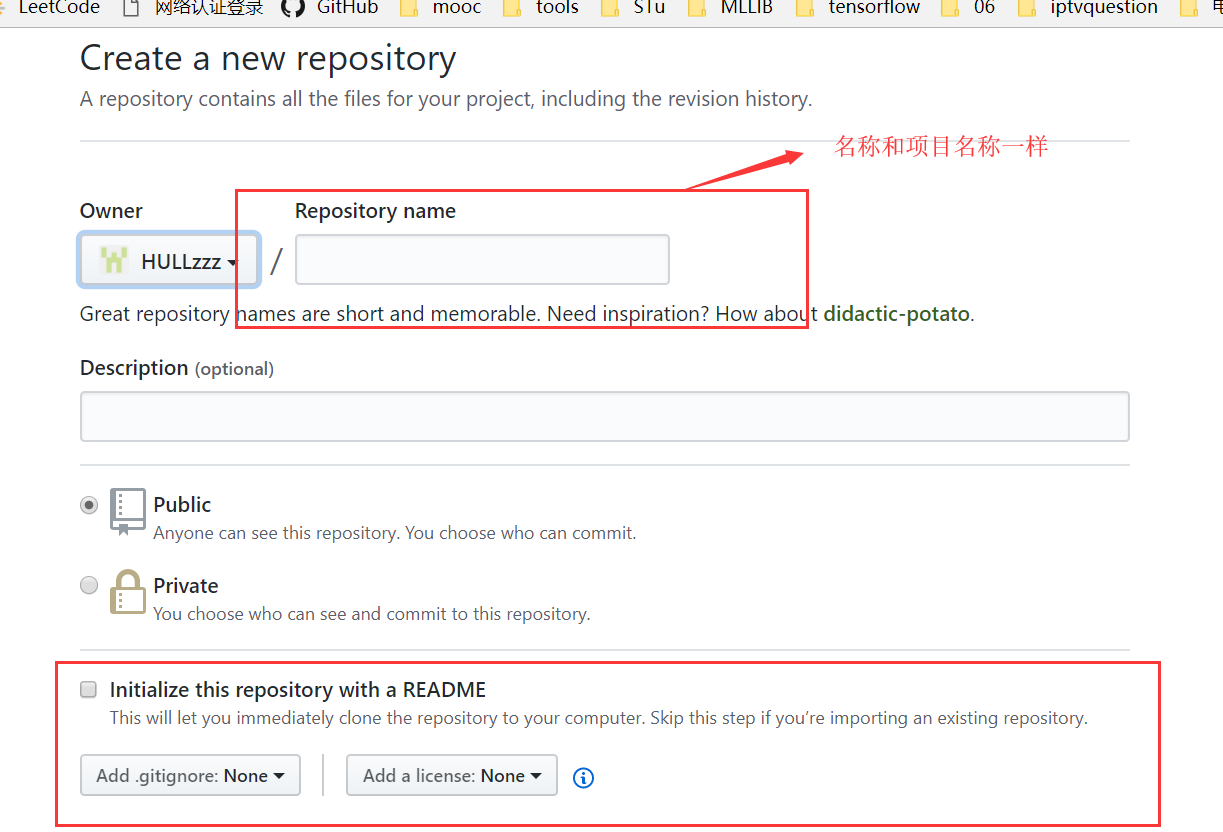 LeetCode 网络认证登录 GitHub mooc tools STu MLLIB tensorflow 06 iptvquestion
Create a new repository
A repository contains all the files for your project, including the revision history.
名称和项目名称一样
Owner Repository name
HULLzzz /
Great repository names are short and memorable. Need inspiration? How about didactic-potato.
Description (optional)
Public
Anyone can see this repository. You choose who can commit.
Private
You choose who can see and commit to this repository.
Initialize this repository with a README
This will let you immediately clone the repository to your computer. Skip this step if you’re importing an existing repository.
Add .gitignore: None Add a license: None